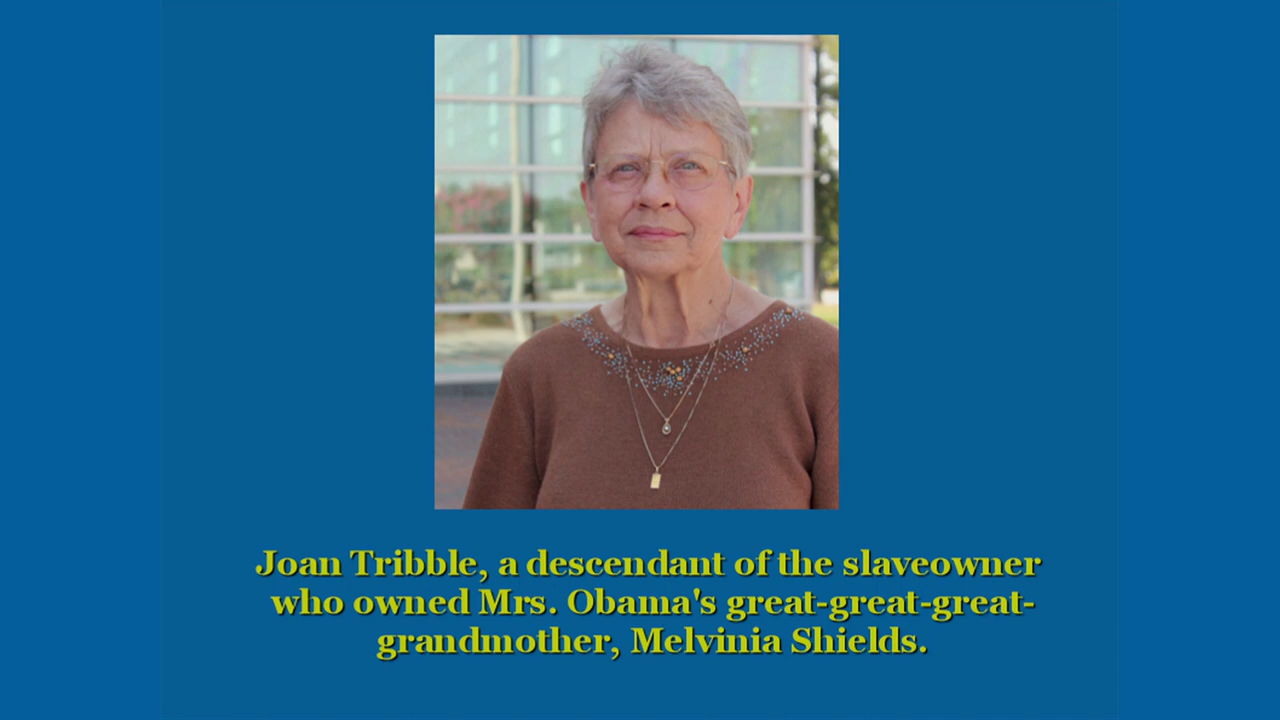 Joan Tribble, a descendant of the slaveowner
who owned Mrs. Obama's great-great-great-
grandmother, Melvinia Shields.